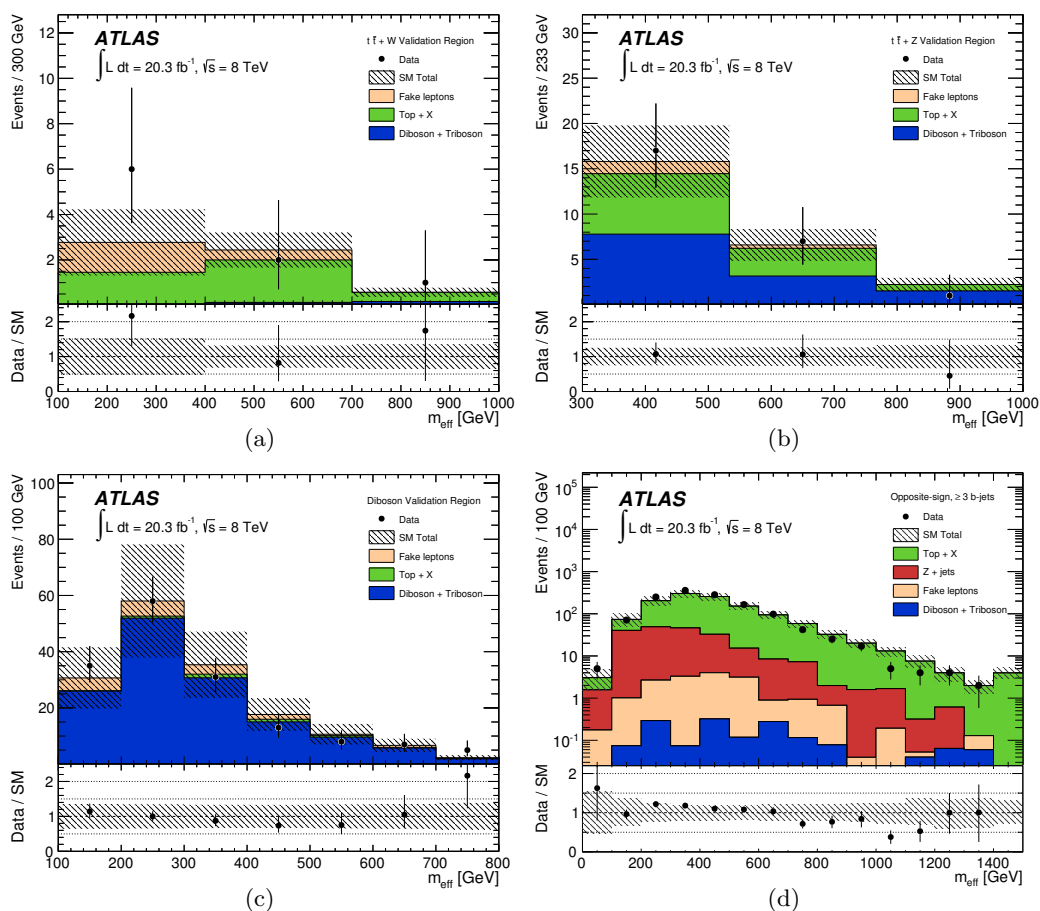 Events / 300 GeV
12
10
8
6
4
2
ATLAS
∫L dt = 20.3 fb⁻¹, √s = 8 TeV
t t̄ + W Validation Region
Data
SM Total
Fake leptons
Top + X
Diboson + Triboson
Data / SM
2
1
0
100 200 300 400 500 600 700 800 900 1000
m_eff [GeV]
(a)
Events / 233 GeV
30
25
20
15
10
5
ATLAS
∫L dt = 20.3 fb⁻¹, √s = 8 TeV
t t̄ + Z Validation Region
Data
SM Total
Fake leptons
Top + X
Diboson + Triboson
Data / SM
2
1
0
300 400 500 600 700 800 900 1000
m_eff [GeV]
(b)
Events / 100 GeV
100
80
60
40
20
ATLAS
∫L dt = 20.3 fb⁻¹, √s = 8 TeV
Diboson Validation Region
Data
SM Total
Fake leptons
Top + X
Diboson + Triboson
Data / SM
2
1
0
100 200 300 400 500 600 700 800
m_eff [GeV]
(c)
Events / 100 GeV
10⁵
10⁴
10³
10²
10
1
10⁻¹
ATLAS
∫L dt = 20.3 fb⁻¹, √s = 8 TeV
Opposite-sign, ≥ 3 b-jets
Data
SM Total
Top + X
Z + jets
Fake leptons
Diboson + Triboson
Data / SM
2
1
0
0 200 400 600 800 1000 1200 1400
m_eff [GeV]
(d)